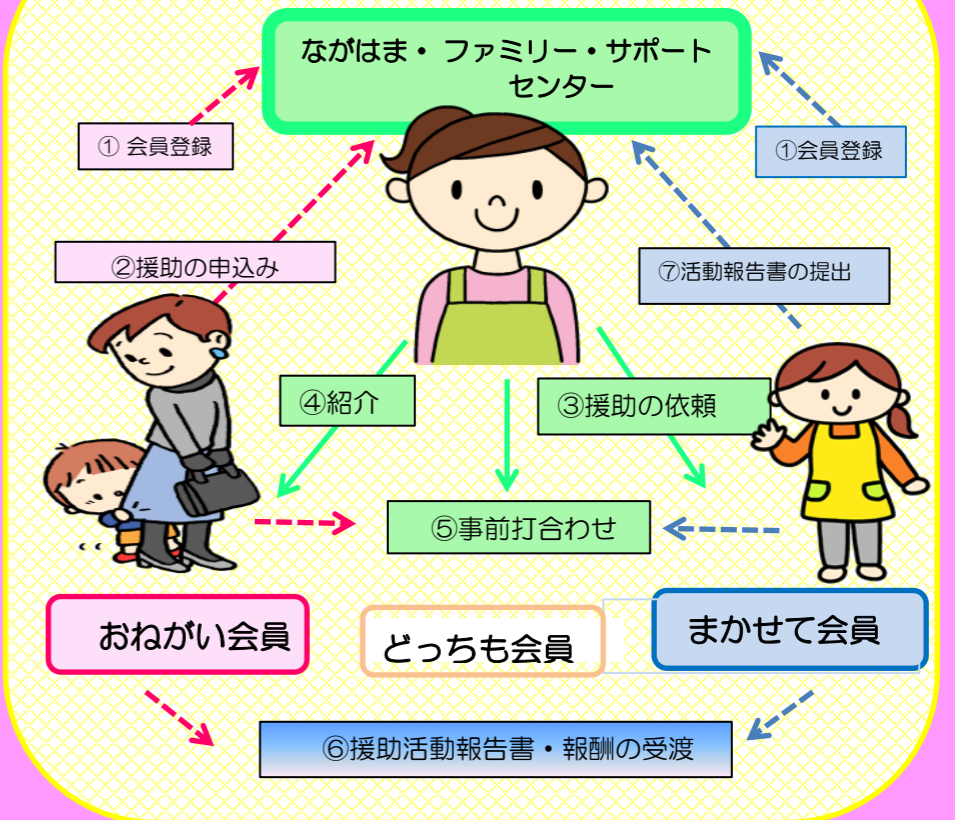 ながはま・ ファミリー・サポート
センター
① 会員登録
①会員登録
②援助の申込み
⑦活動報告書の提出
④紹介
③援助の依頼
⑤事前打合わせ
おねがい会員
どっちも会員
まかせて会員
⑥援助活動報告書・報酬の受渡